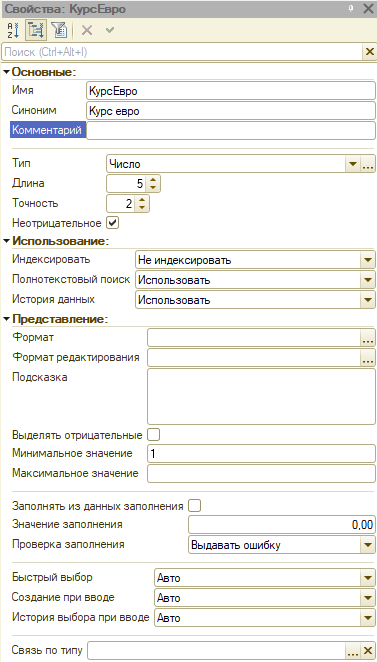 Свойства: КурсЕвро
Поиск (Ctrl+Alt+I)
Основные:
Имя КурсЕвро
Синоним Курс евро
Комментарий
Тип Число
Длина 5
Точность 2
Неотрицательное
Использование:
Индексировать Не индексировать
Полнотекстовый поиск Использовать
История данных Использовать
Представление:
Формат
Формат редактирования
Подсказка
Выделять отрицательные
Минимальное значение 1
Максимальное значение
Заполнять из данных заполнения
Значение заполнения 0,00
Проверка заполнения Выдавать ошибку
Быстрый выбор Авто
Создание при вводе Авто
История выбора при вводе Авто
Связь по типу